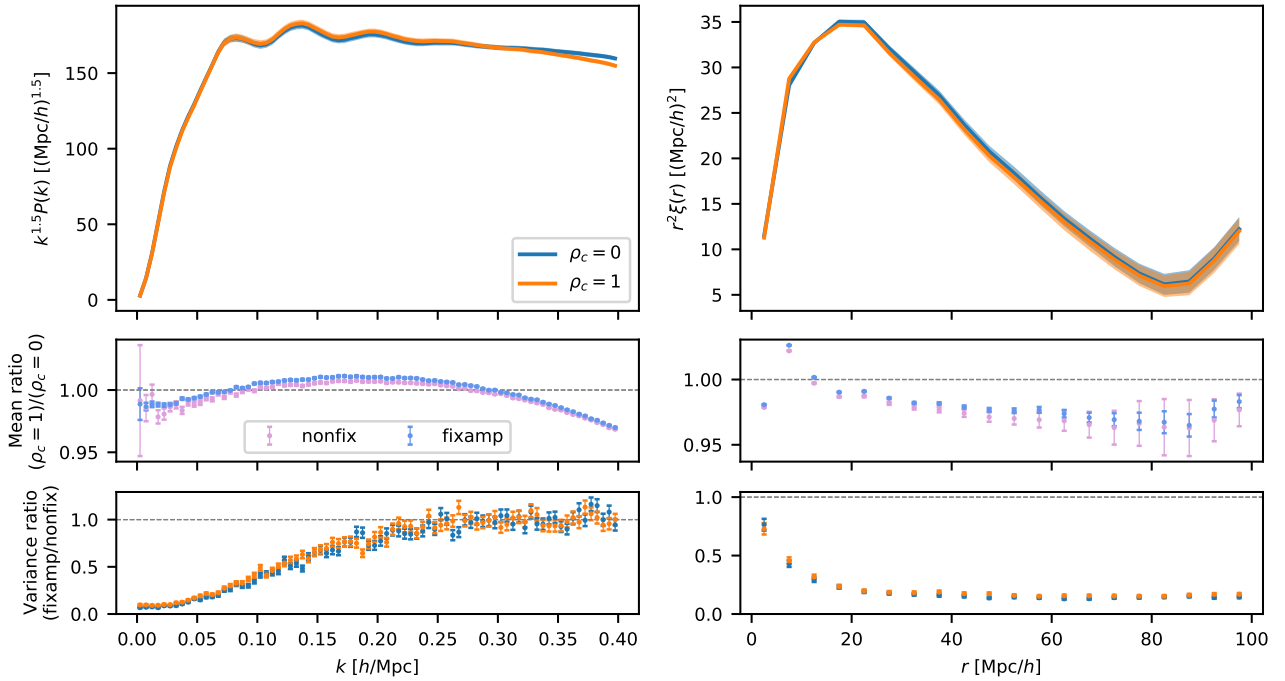 k^1.5 P(k) [(Mpc/h)^1.5]
150
100
50
0
ρ_c = 0
ρ_c = 1
r^2 ξ(r) [(Mpc/h)^2]
35
30
25
20
15
10
5
Mean ratio
(ρ_c = 1)/(ρ_c = 0)
1.00
0.95
nonfix
fixamp
1.00
0.95
Variance ratio
(fixamp/nonfix)
1.0
0.5
0.0
0.00 0.05 0.10 0.15 0.20 0.25 0.30 0.35 0.40
k [h/Mpc]
1.0
0.5
0.0
0 20 40 60 80 100
r [Mpc/h]